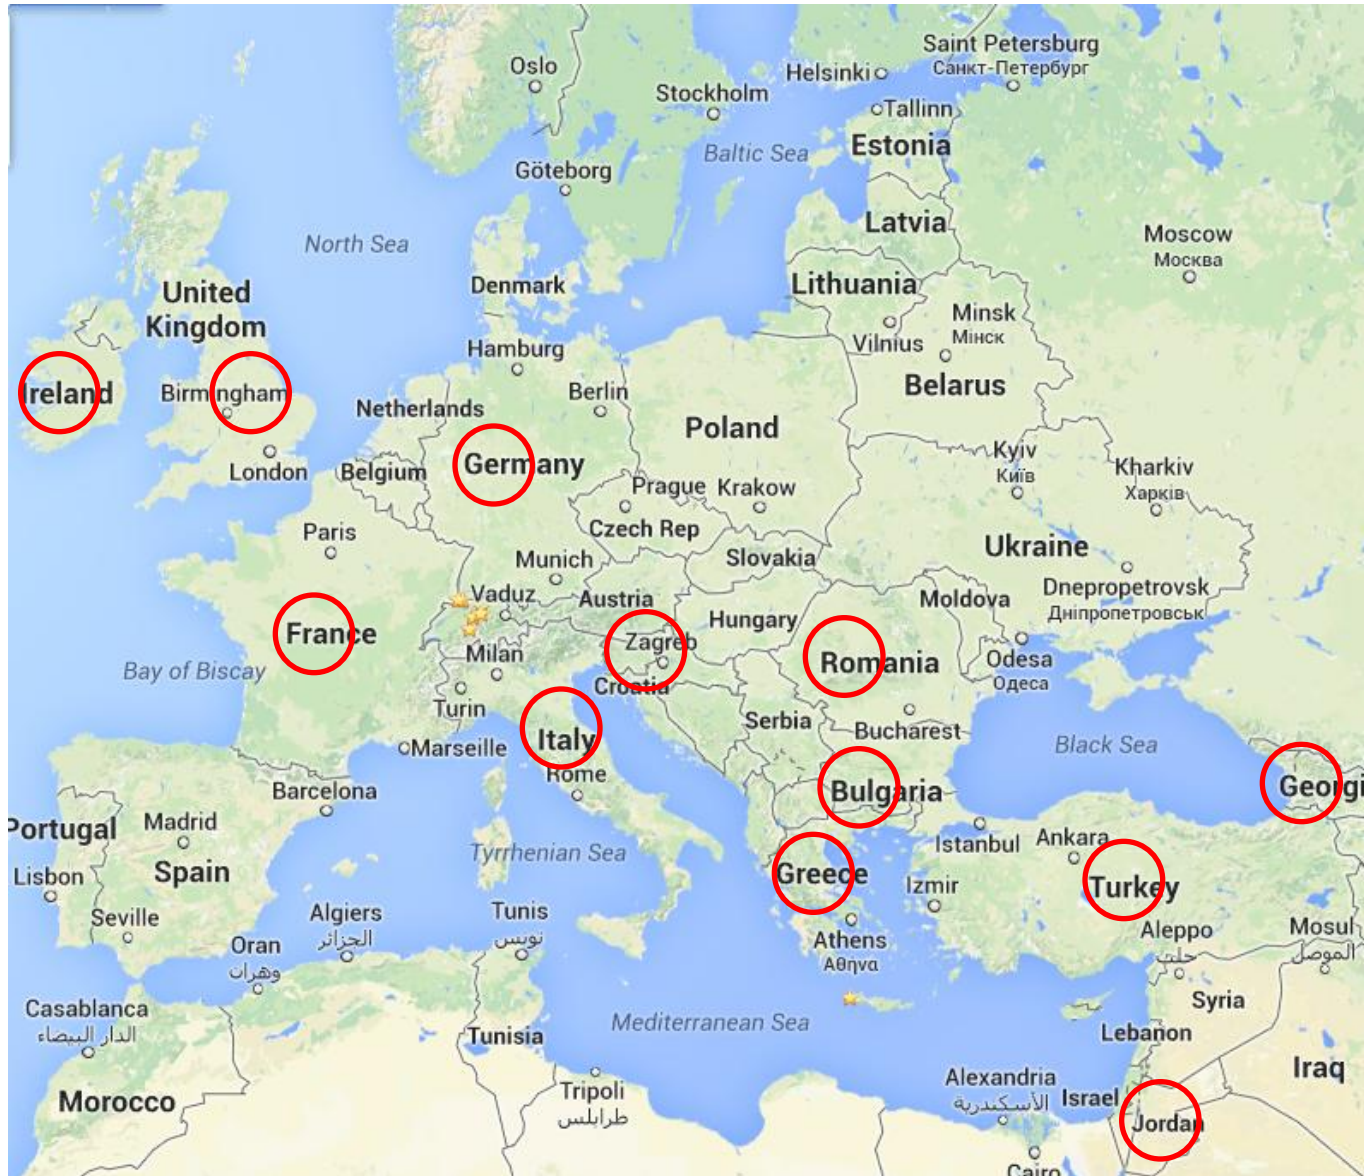 Saint Petersburg
Санкт-Петербург
Oslo
Helsinki
Stockholm
Tallinn
Estonia
Baltic Sea
Göteborg
Latvia
North Sea
Moscow
Москва
Denmark
Lithuania
United
Kingdom
Minsk
Мінск
Vilnius
Hamburg
Ireland
Birmingham
Berlin
Belarus
Netherlands
Poland
London
Belgium
Germany
Kyiv
Київ
Kharkiv
Харків
Prague
Krakow
Czech Rep
Paris
Ukraine
Munich
Slovakia
Dnepropetrovsk
Дніпропетровськ
Vaduz
Austria
Moldova
Hungary
France
Zagreb
Milan
Romania
Odesa
Одеса
Bay of Biscay
Croatia
Turin
Serbia
Bucharest
Marseille
Italy
Black Sea
Rome
Barcelona
Bulgaria
Georgi
Portugal
Madrid
Istanbul
Ankara
Tyrrhenian Sea
Spain
Lisbon
Greece
Izmir
Turkey
Seville
Algiers
الجزائر
Tunis
تونس
Athens
Αθήνα
Aleppo
حلب
Mosul
الموصل
Oran
وهران
Casablanca
الدار البيضاء
Syria
Mediterranean Sea
Tunisia
Lebanon
Iraq
Tripoli
طرابلس
Alexandria
الأسكندرية
Israel
Morocco
Jordan
Cairo